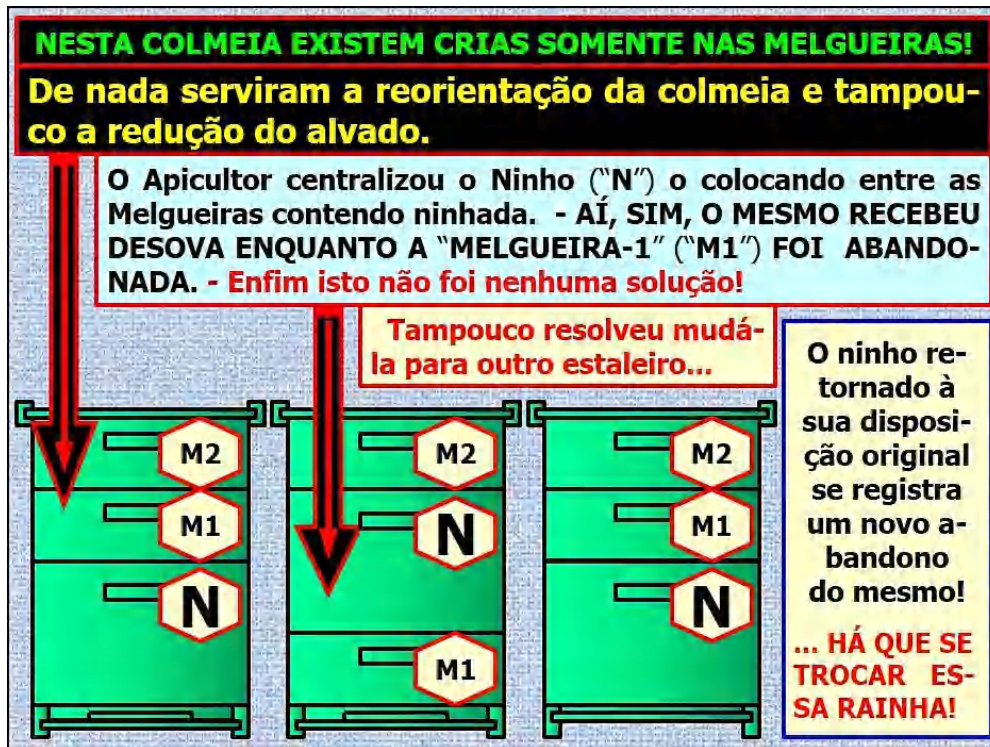 NESTA COLMEIA EXISTEM CRIAS SOMENTE NAS MELGUEIRAS!
De nada serviram a reorientação da colmeia e tampou-
co a redução do alvado.
O Apicultor centralizou o Ninho ("N") o colocando entre as
Melgueiras contendo ninhada. - AÍ, SIM, O MESMO RECEBEU
DESOVA ENQUANTO A "MELGUEIRA-1" ("M1") FOI ABANDO-
NADA. - Enfim isto não foi nenhuma solução!
Tampouco resolveu mudá-
la para outro estaleiro...
O ninho re-
tornado à
sua disposi-
ção original
se registra
um novo a-
bandono
do mesmo!
... HÁ QUE SE
TROCAR ES-
SA RAINHA!
M2
M1
N
M2
N
M1
M2
M1
N